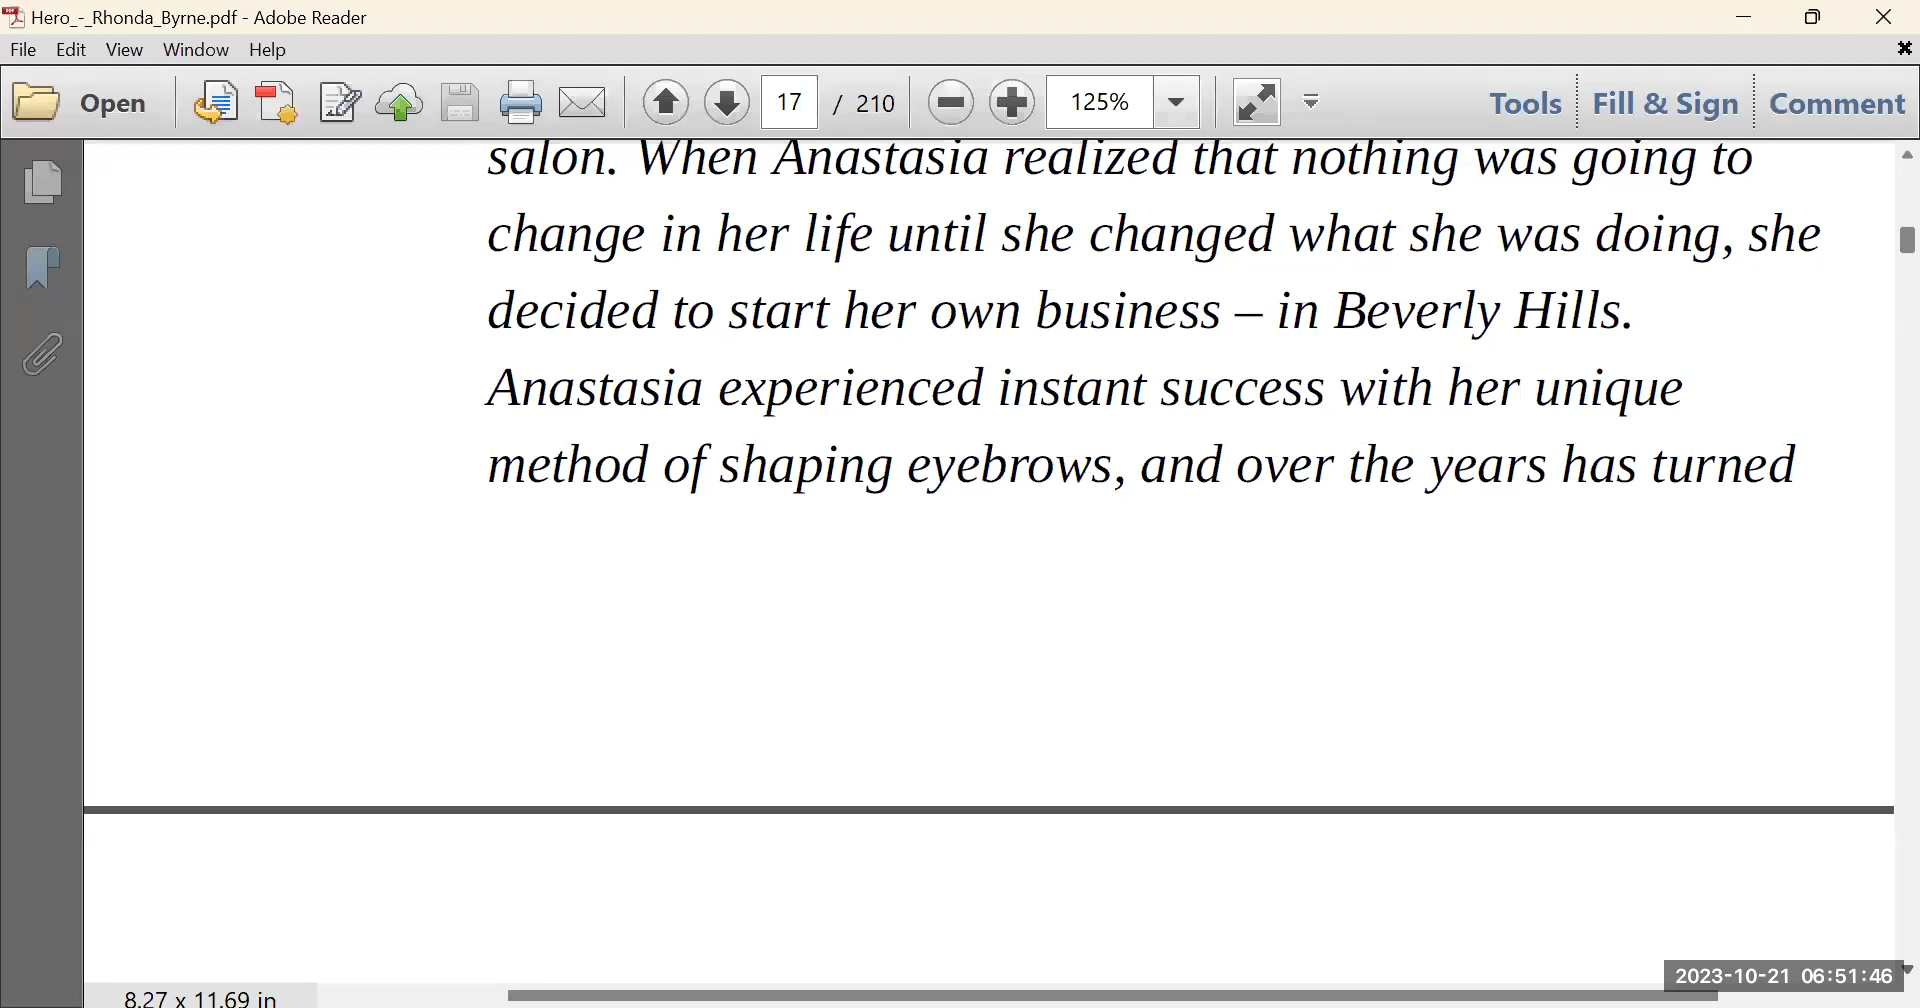 Hero_-_Rhonda_Byrne.pdf - Adobe Reader
File Edit View Window Help
Open 17 / 210 125% Tools Fill & Sign Comment
salon. When Anastasia realized that nothing was going to
change in her life until she changed what she was doing, she
decided to start her own business – in Beverly Hills.
Anastasia experienced instant success with her unique
method of shaping eyebrows, and over the years has turned
2023-10-21 06:51:46
8.27 x 11.69 in